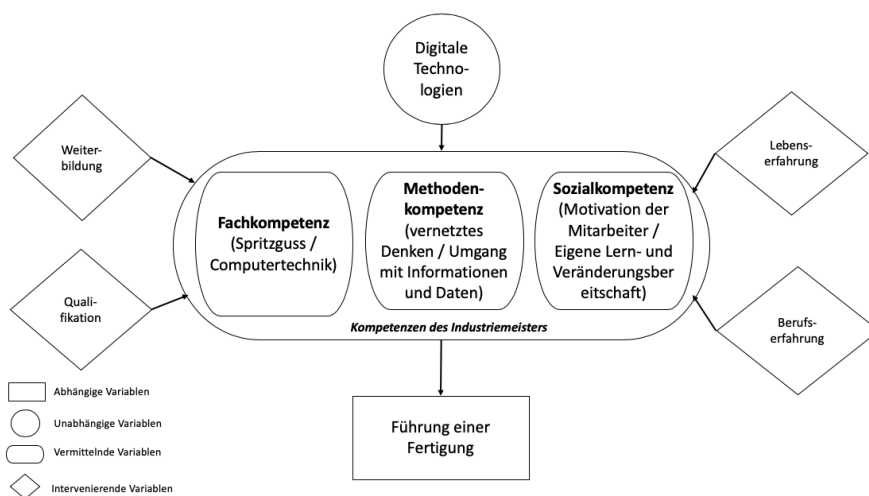 Digitale
Techno-
logien
Weiter-
bildung
Lebens-
erfahrung
Fachkompetenz
(Spritzguss /
Computertechnik)
Methoden-
kompetenz
(vernetztes
Denken / Umgang
mit Informationen
und Daten)
Sozialkompetenz
(Motivation der
Mitarbeiter /
Eigene Lern- und
Veränderungsber
eitschaft)
Quali-
fikation
Berufs-
erfahrung
Kompetenzen des Industriemeisters
Führung einer
Fertigung
Abhängige Variablen
Unabhängige Variablen
Vermittelnde Variablen
Intervenierende Variablen